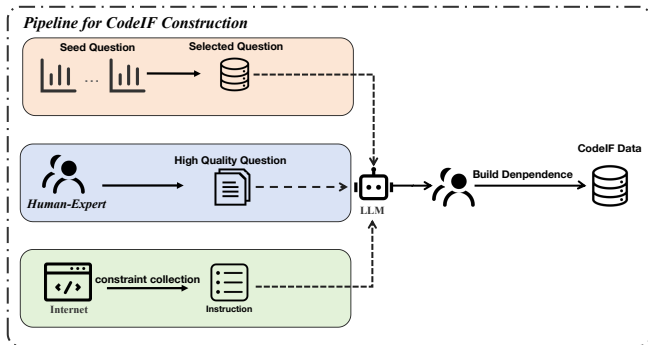 Pipeline for CodeIF Construction
Seed Question
Selected Question
...
High Quality Question
Human-Expert
constraint collection
</>
Internet
Instruction
LLM
Build Denpendence
CodeIF Data